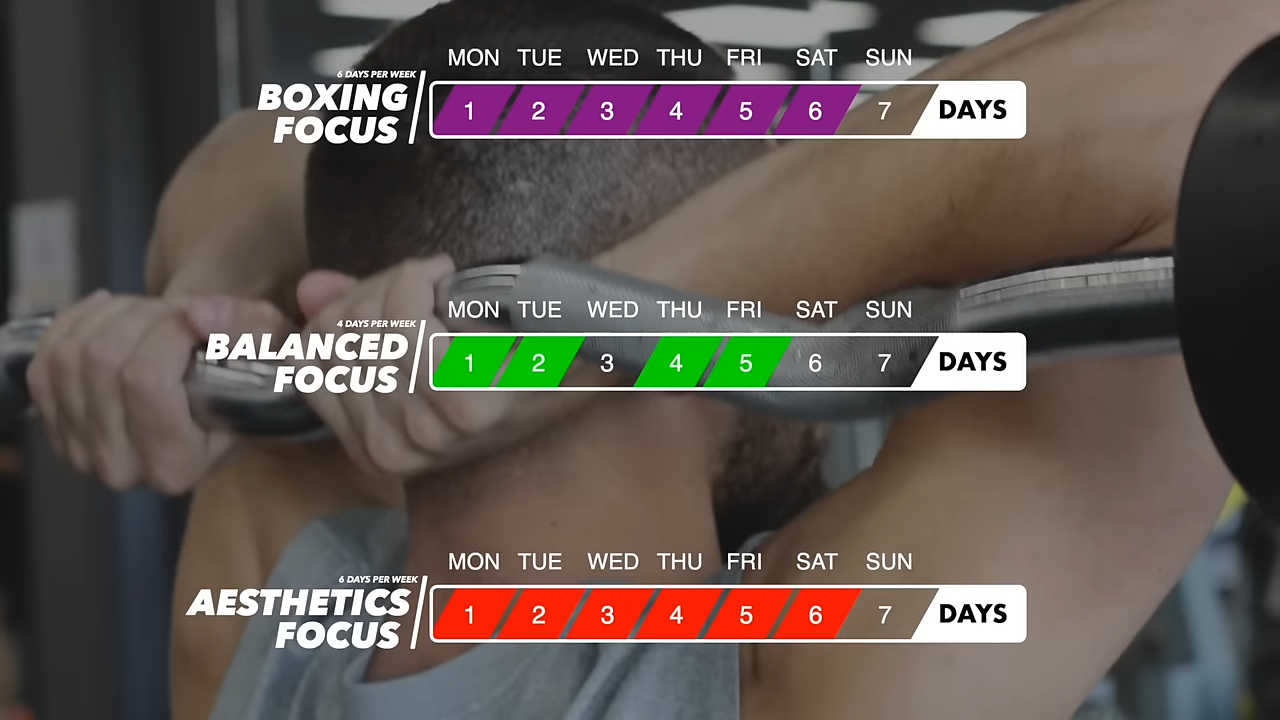 MON TUE WED THU FRI SAT SUN
6 DAYS PER WEEK
BOXING
FOCUS
1 2 3 4 5 6 7 DAYS
MON TUE WED THU FRI SAT SUN
4 DAYS PER WEEK
BALANCED
FOCUS
1 2 3 4 5 6 7 DAYS
MON TUE WED THU FRI SAT SUN
6 DAYS PER WEEK
AESTHETICS
FOCUS
1 2 3 4 5 6 7 DAYS